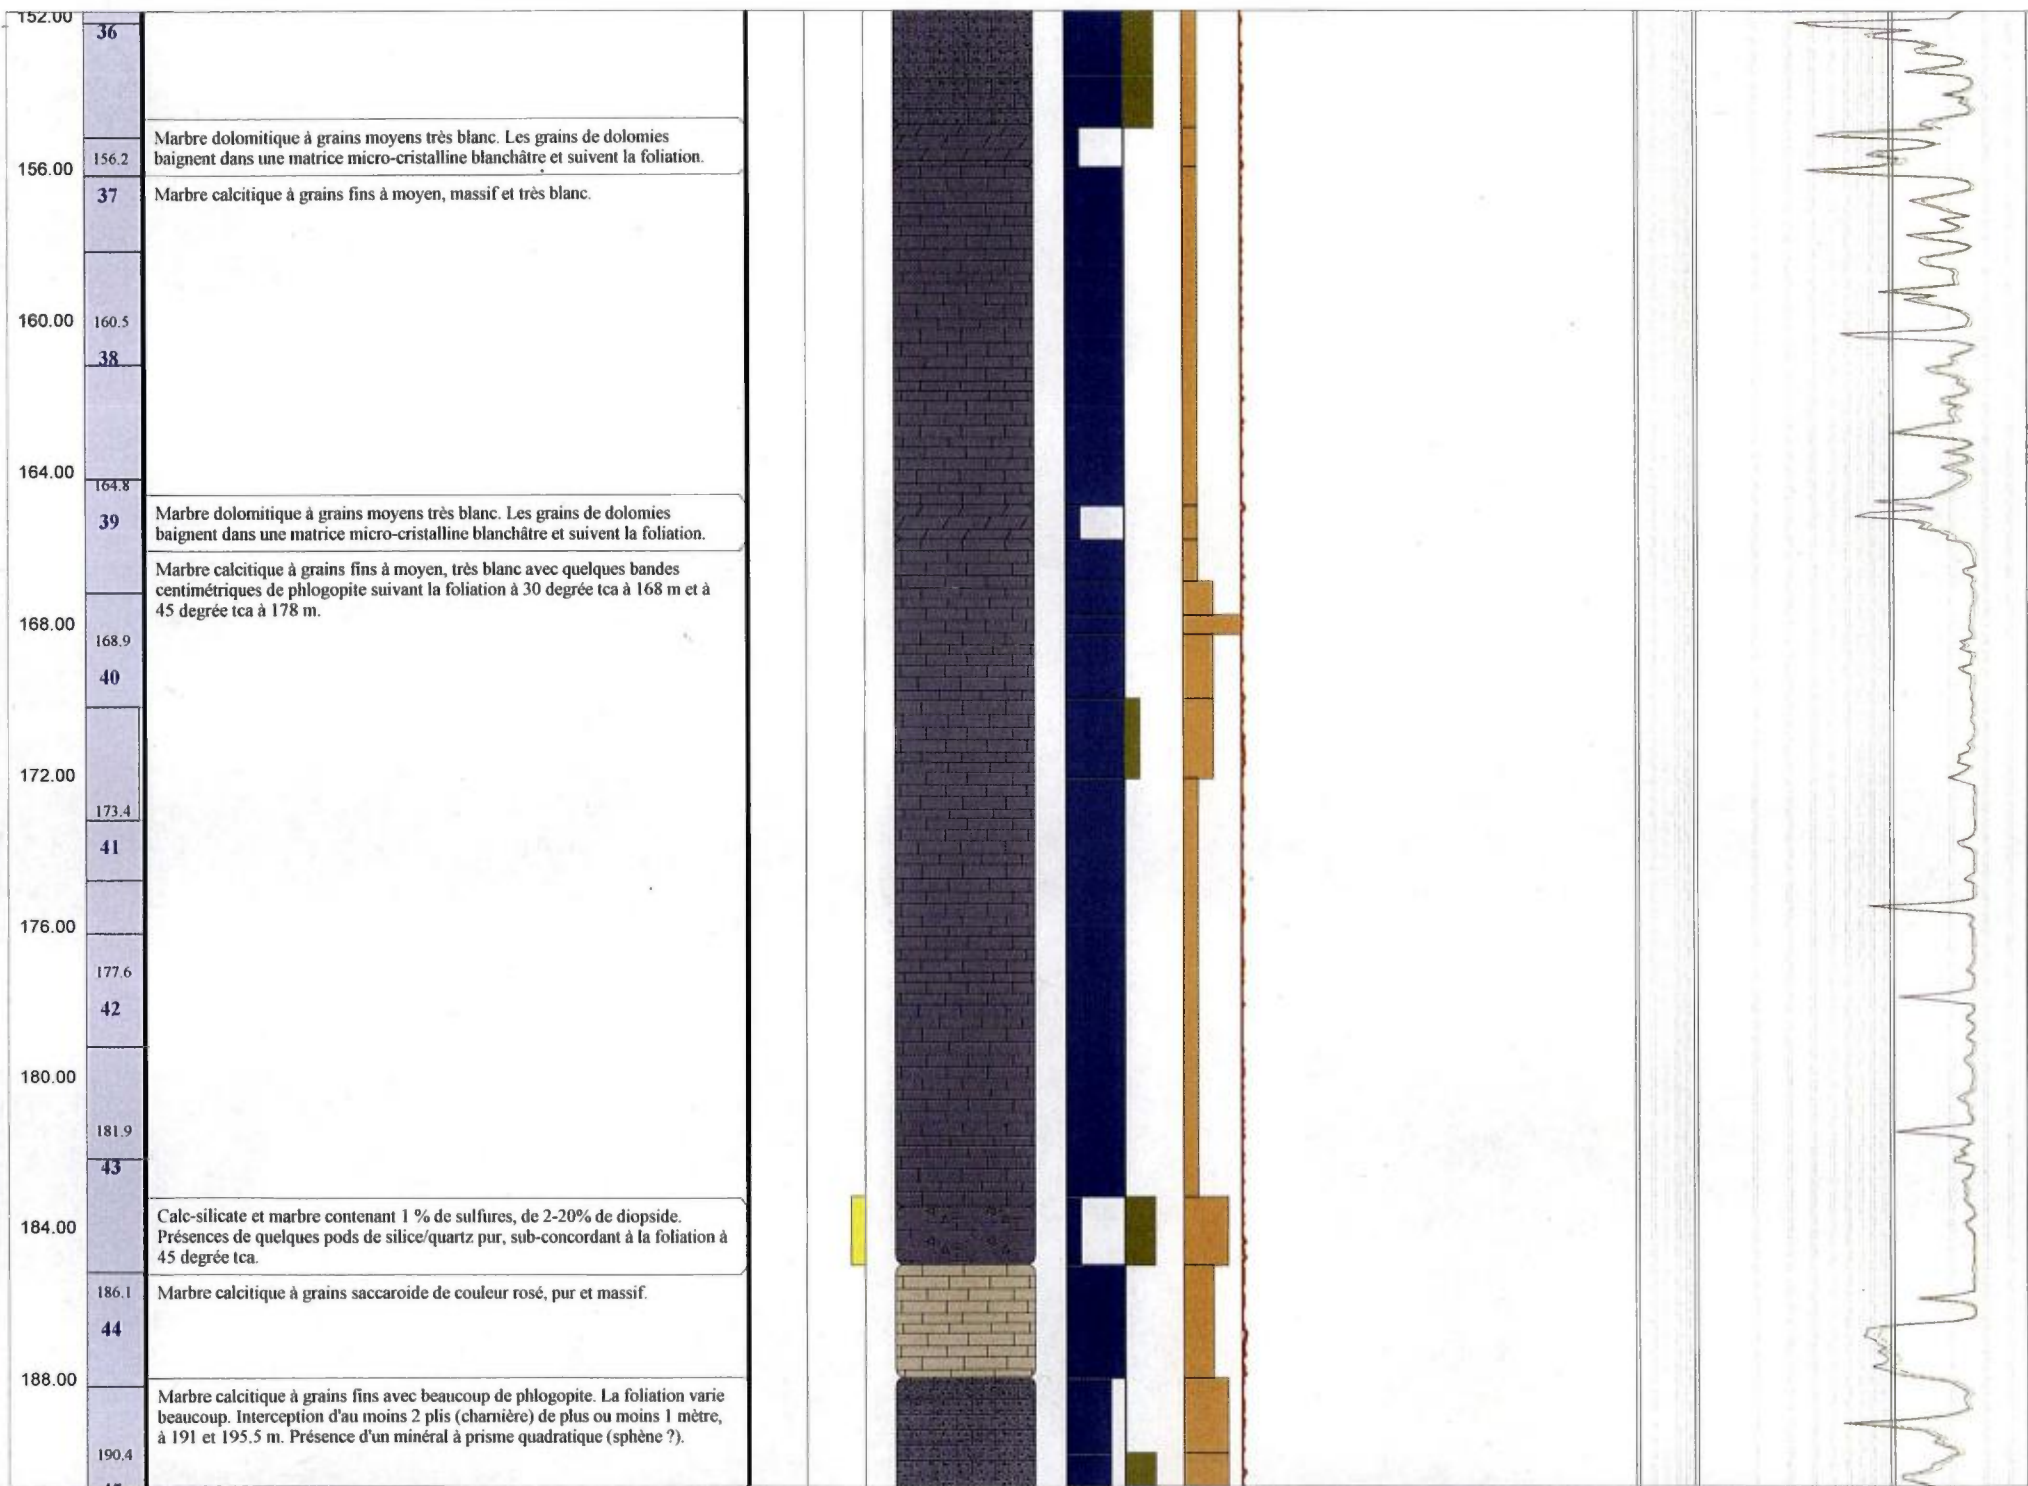 152.00
36
Marbre dolomitique à grains moyens très blanc. Les grains de dolomies
baignent dans une matrice micro-cristalline blanchâtre et suivent la foliation.
156.2
156.00
37
Marbre calcitique à grains fins à moyen, massif et très blanc.
160.00
160.5
38
164.00
164.8
39
Marbre dolomitique à grains moyens très blanc. Les grains de dolomies
baignent dans une matrice micro-cristalline blanchâtre et suivent la foliation.
Marbre calcitique à grains fins à moyen, très blanc avec quelques bandes
centimétriques de phlogopite suivant la foliation à 30 degrée tca à 168 m et à
45 degrée tca à 178 m.
168.00
168.9
40
172.00
173.4
41
176.00
177.6
42
180.00
181.9
43
Calc-silicate et marbre contenant 1 % de sulfures, de 2-20% de diopside.
Présences de quelques pods de silice/quartz pur, sub-concordant à la foliation à
45 degrée tca.
184.00
186.1
Marbre calcitique à grains saccaroide de couleur rosé, pur et massif.
44
188.00
Marbre calcitique à grains fins avec beaucoup de phlogopite. La foliation varie
beaucoup. Interception d'au moins 2 plis (charnière) de plus ou moins 1 mètre,
à 191 et 195.5 m. Présence d'un minéral à prisme quadratique (sphène ?).
190.4